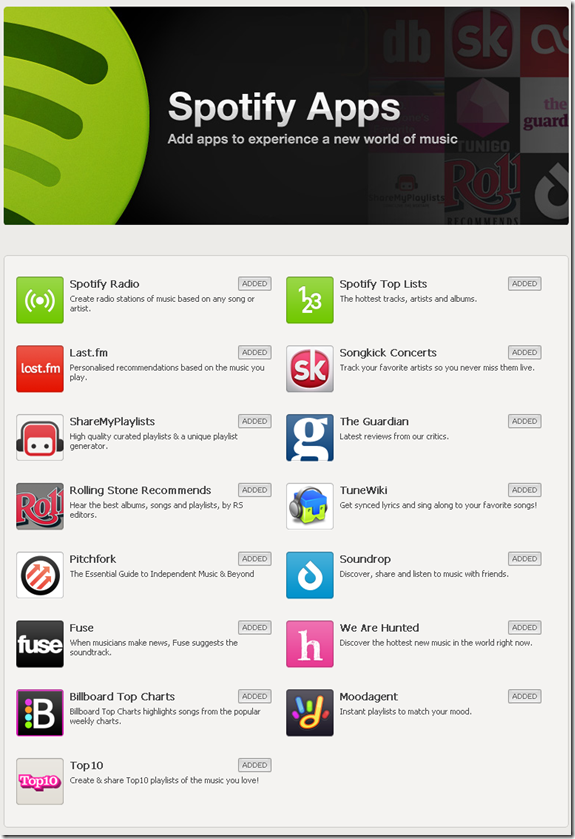 db
sk
Spotify Apps
the
guard
Add apps to experience a new world of music
TUNIGO
ShareMyPlaylists
Roll
RECOMMENDS
Spotify Radio
ADDED
Create radio stations of music based on any song or
artist.
123
Spotify Top Lists
ADDED
The hottest tracks, artists and albums.
last.fm
Last.fm
ADDED
Personalised recommendations based on the music you
play.
sk
Songkick Concerts
ADDED
Track your favorite artists so you never miss them live.
ShareMyPlaylists
ADDED
High quality curated playlists & a unique playlist
generator.
g
The Guardian
ADDED
Latest reviews from our critics.
Roll
Rolling Stone Recommends
ADDED
Hear the best albums, songs and playlists, by RS
editors.
TuneWiki
ADDED
Get synced lyrics and sing along to your favorite songs!
Pitchfork
ADDED
The Essential Guide to Independent Music & Beyond
Soundrop
ADDED
Discover, share and listen to music with friends.
fuse
Fuse
ADDED
When musicians make news, Fuse suggests the
soundtrack.
h
We Are Hunted
ADDED
Discover the hottest new music in the world right now.
B
Billboard Top Charts
ADDED
Billboard Top Charts highlights songs from the popular
weekly charts.
Moodagent
ADDED
Instant playlists to match your mood.
Top10
Top10
ADDED
Create & share Top10 playlists of the music you love!